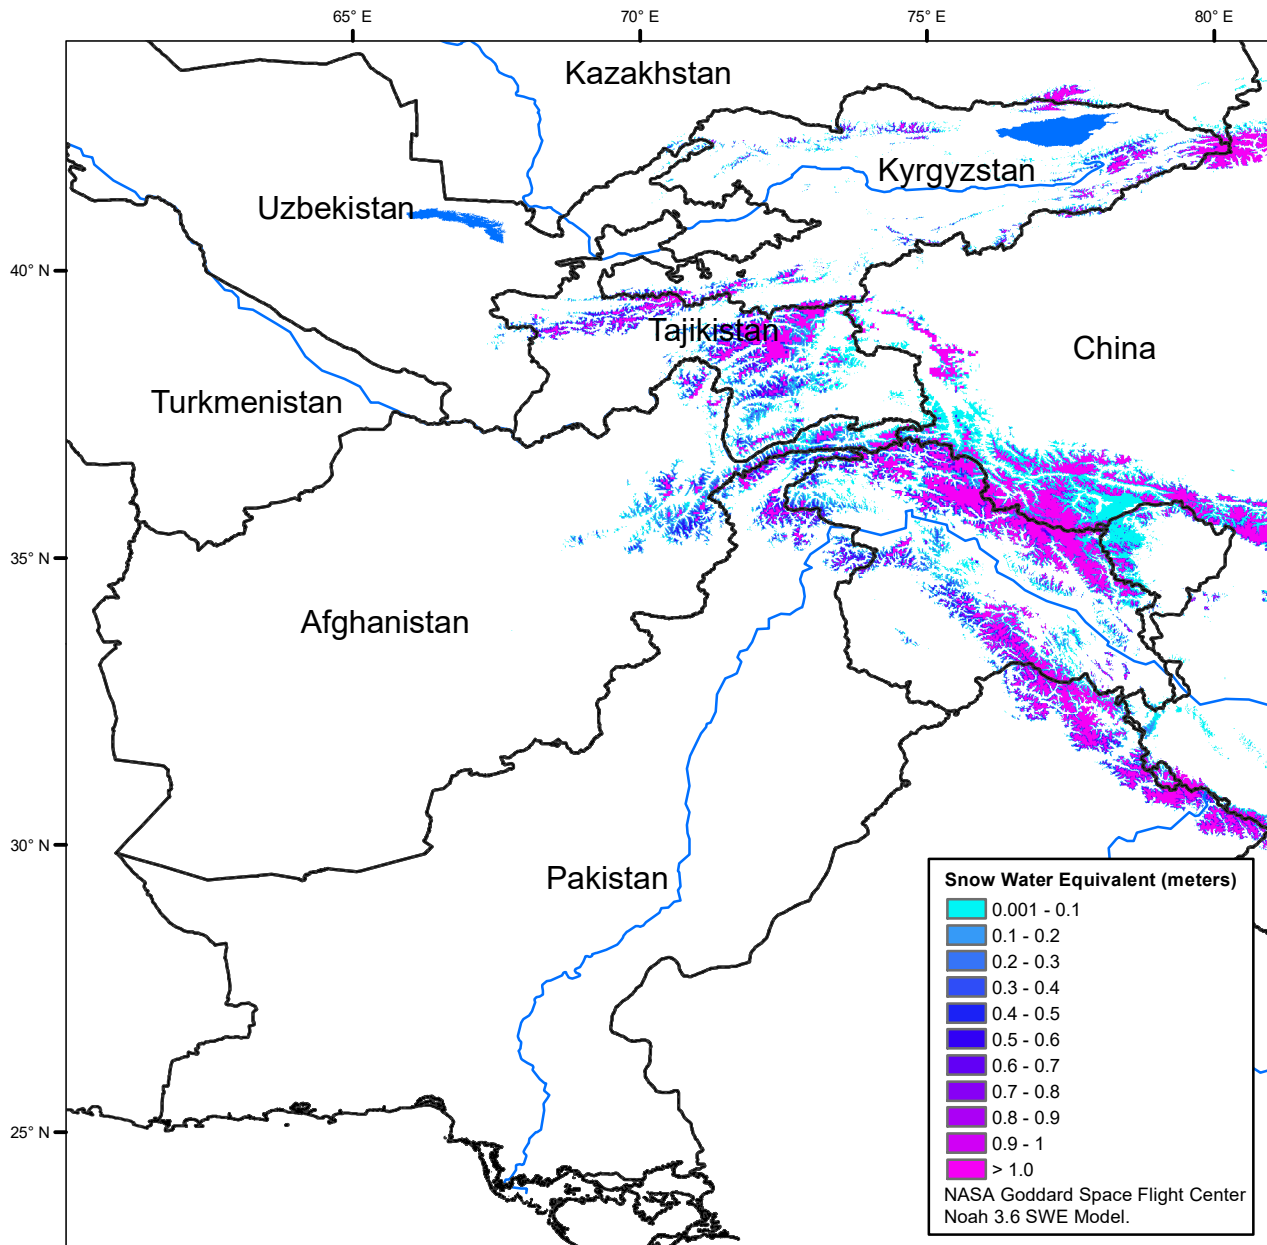 65° E
70° E
75° E
80° E
Kazakhstan
Kyrgyzstan
Uzbekistan
40° N
Tajikistan
China
Turkmenistan
35° N
Afghanistan
30° N
Pakistan
25° N
Snow Water Equivalent (meters)
0.001 - 0.1
0.1 - 0.2
0.2 - 0.3
0.3 - 0.4
0.4 - 0.5
0.5 - 0.6
0.6 - 0.7
0.7 - 0.8
0.8 - 0.9
0.9 - 1
> 1.0
NASA Goddard Space Flight Center
Noah 3.6 SWE Model.